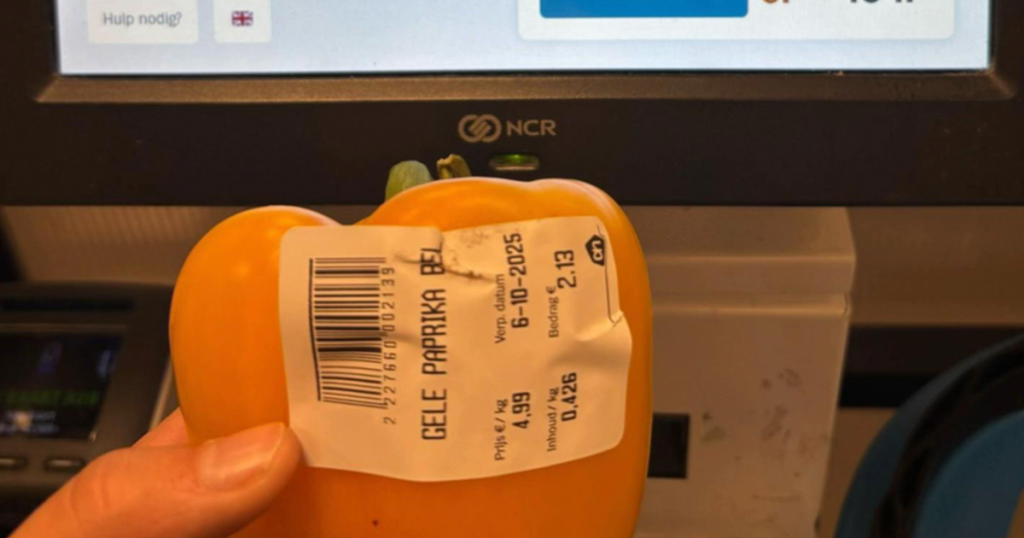 Hulp nodig?
NCR
2 227660 002139
GELE PAPRIKA BEL
Prijs €/ kg
4,99
Verp. datum
6-10-2025
Inhoud/ kg
0,426
Bedrag €
2.13
ah